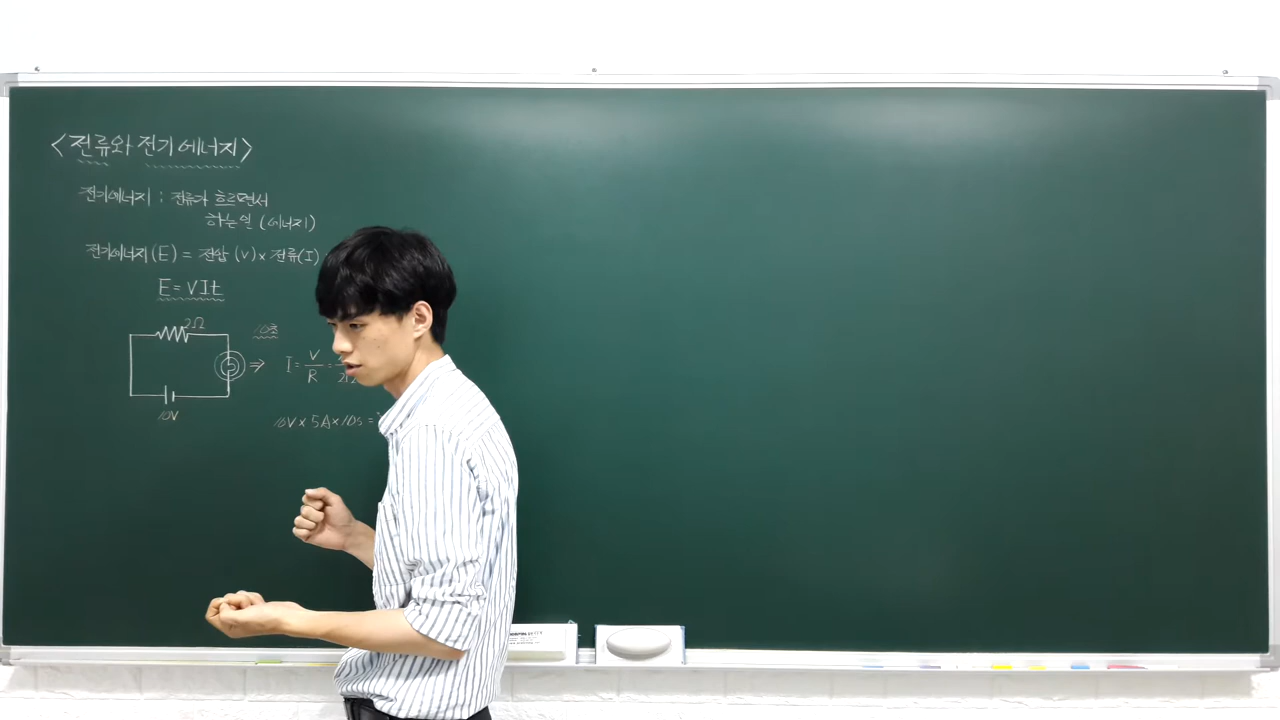 <전류와 전기 에너지>
전기에너지 : 전류가 흐르면서
하는 일 (에너지)
전기에너지(E) = 전압 (V) × 전류(I)
E = VIt
2Ω
10초
⇒ I = V/R =
10V
10V × 5A × 10s =